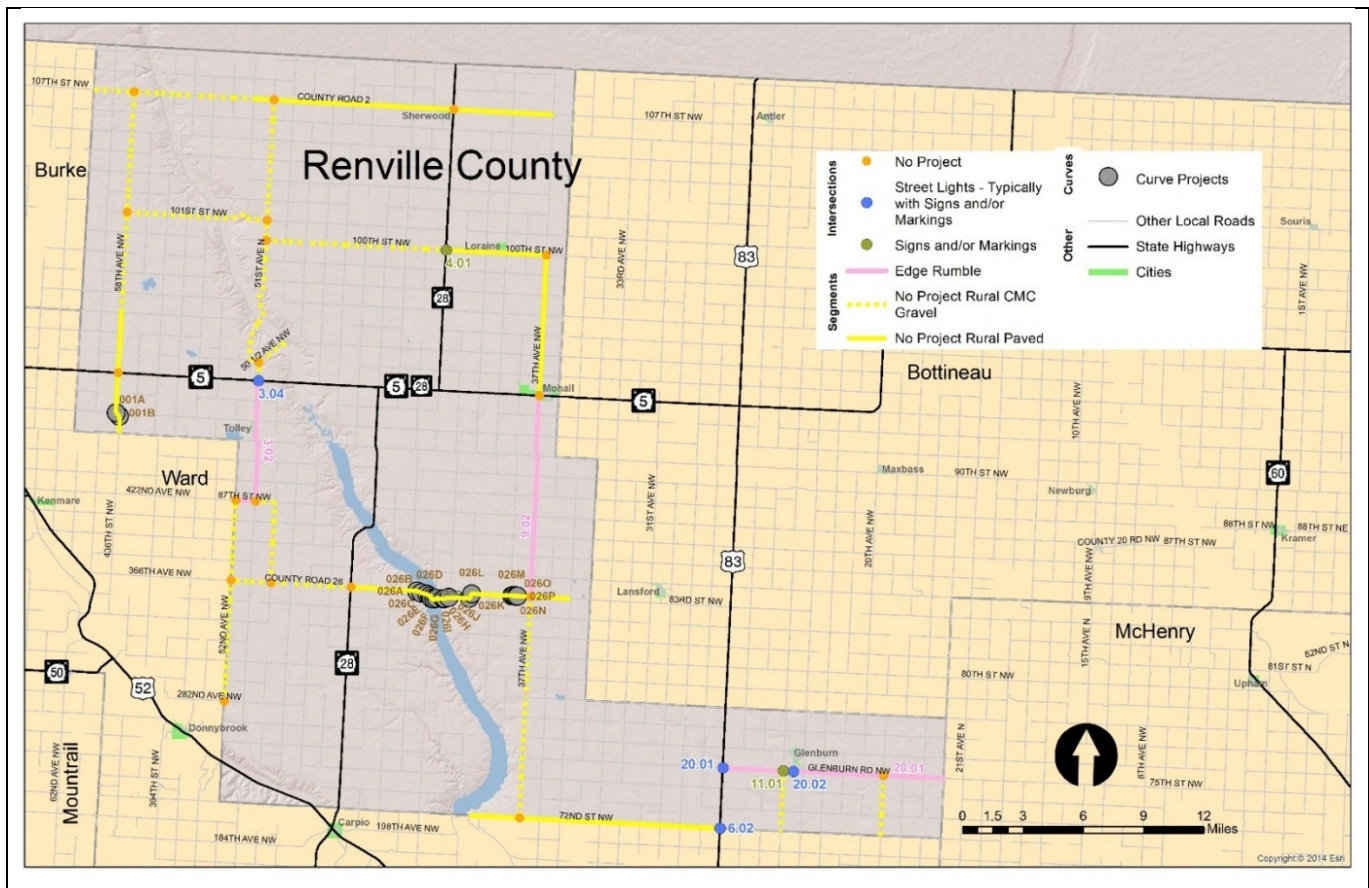 107TH ST NW
COUNTY ROAD 2
Sherwood
107TH ST NW
Antler
Burke
Renville County
Intersections
No Project
Street Lights - Typically
with Signs and/or
Markings
Signs and/or Markings
Segments
Edge Rumble
No Project Rural CMC
Gravel
No Project Rural Paved
Curves
Curve Projects
Other
Other Local Roads
State Highways
Cities
Souris
101ST ST NW
58TH AVE NW
51ST AVE N
100TH ST NW
Loraine
100TH ST NW
4.01
33RD AVE NW
83
1ST AVE NW
28
50 1/2 AVE NW
37TH AVE NW
5
3.04
5
28
Mohall
5
Bottineau
001A
001B
Tolley
3.02
10TH AVE NW
Ward
422ND AVE NW
87TH ST NW
Kenmare
436TH ST NW
9.02
31ST AVE NW
Maxbass
90TH ST NW
Newburg
60
20TH AVE NW
88TH ST NW
88TH ST NE
Kramer
COUNTY 20 RD NW
87TH ST NW
83
366TH AVE NW
COUNTY ROAD 26
026A
026B
026C
026D
026E
026F
026G
026I
026H
026J
026K
026L
026M
026O
026P
026N
Lansford
83RD ST NW
9TH AVE NW
McHenry
52ND AVE NW
37TH AVE NW
15TH AVE N
82ND ST N
81ST ST N
Upham
50
52
28
282ND AVE NW
80TH ST NW
Donnybrook
Mountrail
62ND AVE NW
394TH ST NW
20.01
Glenburn
GLENBURN RD NW
20.01
11.01
20.02
21ST AVE N
8TH AVE NW
75TH ST NW
Carpio
184TH AVE NW
198TH AVE NW
72ND ST NW
6.02
0 1.5 3 6 9 12
Miles
Copyright:© 2014 Esri